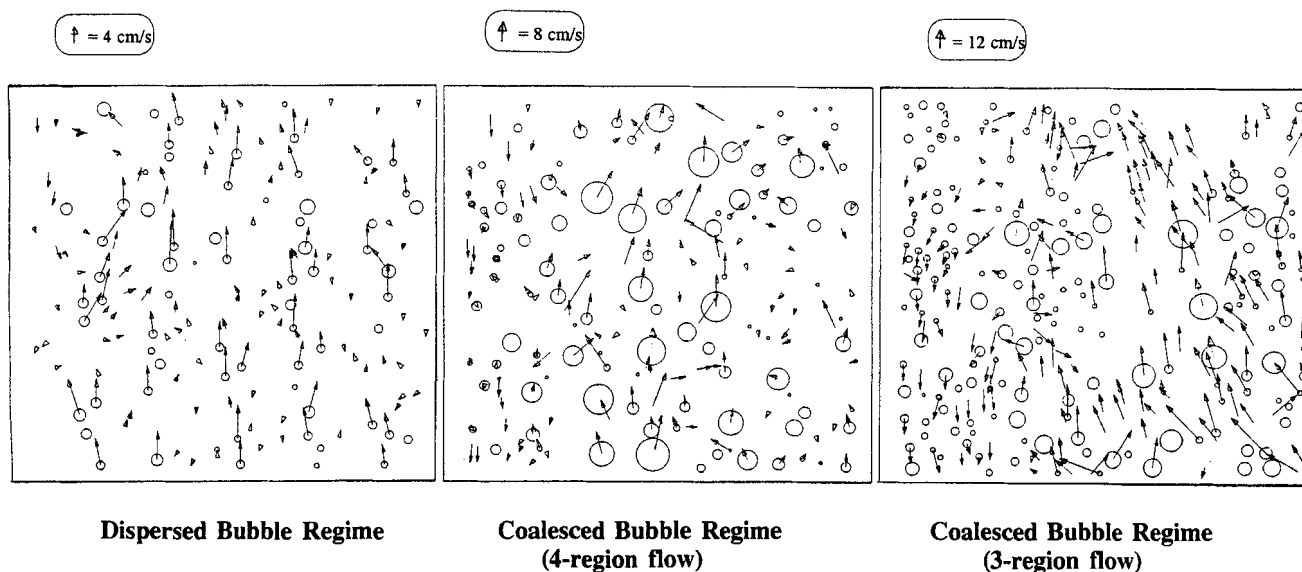 = 4 cm/s
= 8 cm/s
= 12 cm/s
Dispersed Bubble Regime
Coalesced Bubble Regime
(4-region flow)
Coalesced Bubble Regime
(3-region flow)